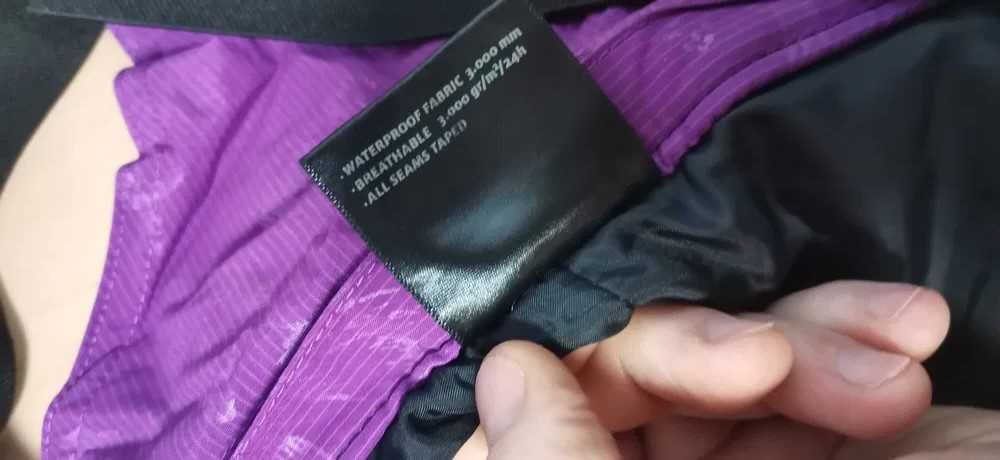 ·WATERPROOF FABRIC 3.000 mm
·BREATHABLE 3.000 gr/m²/24h
·ALL SEAMS TAPED